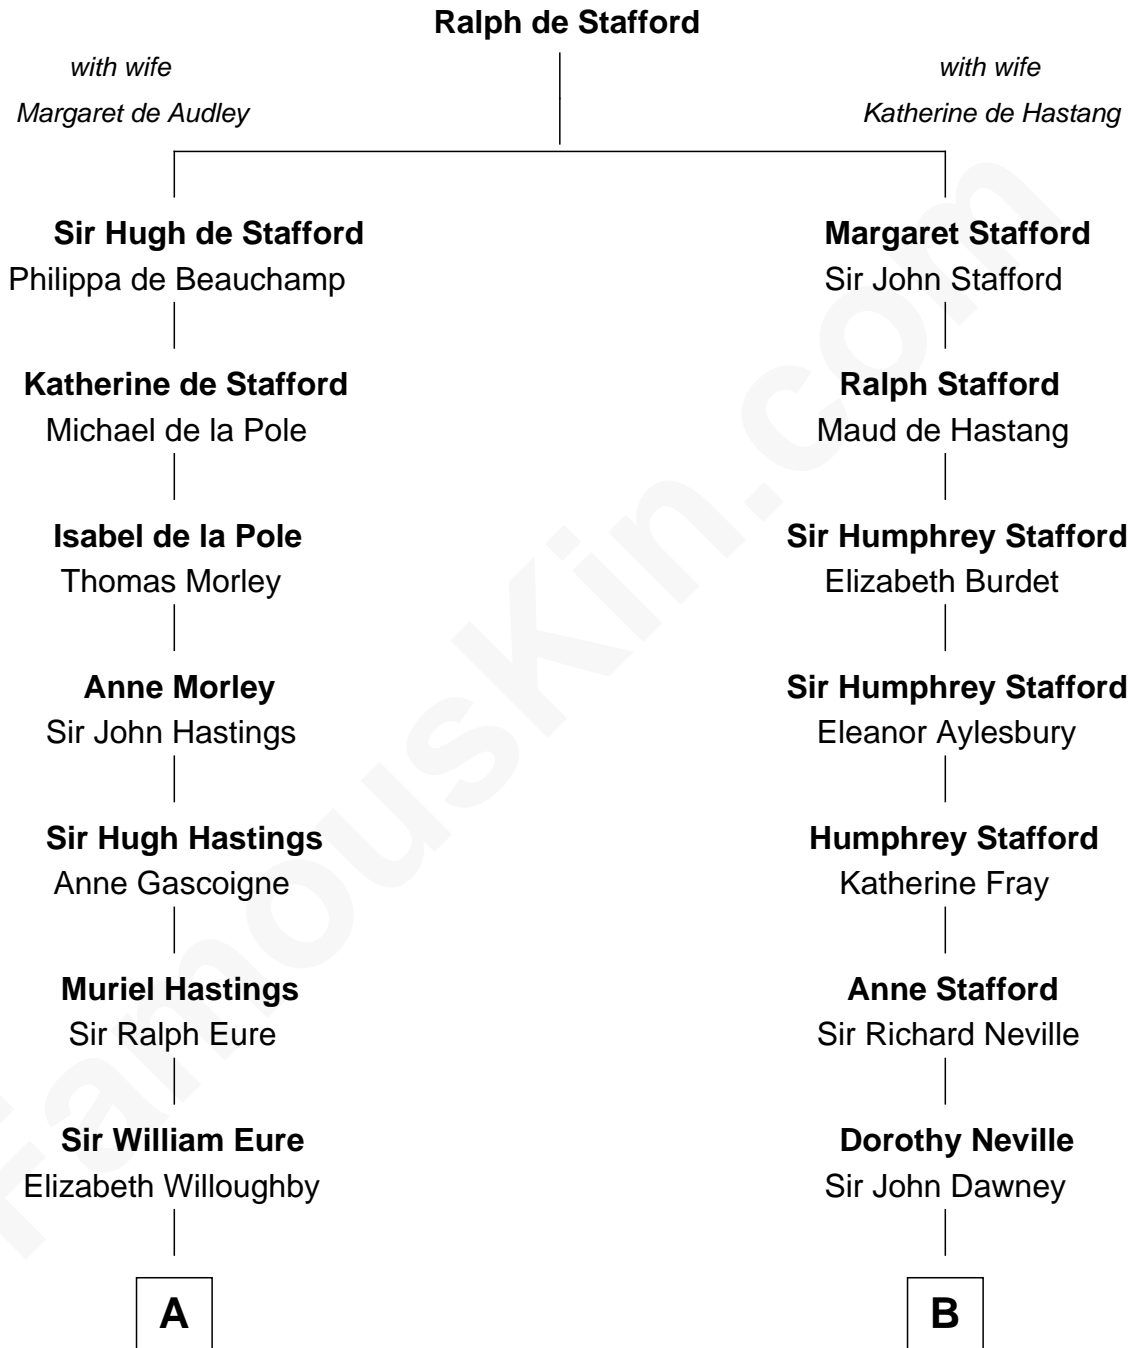 Ralph de Stafford
with wife
Margaret de Audley
with wife
Katherine de Hastang
Sir Hugh de Stafford
Philippa de Beauchamp
Margaret Stafford
Sir John Stafford
Katherine de Stafford
Michael de la Pole
Ralph Stafford
Maud de Hastang
Isabel de la Pole
Thomas Morley
Sir Humphrey Stafford
Elizabeth Burdet
Anne Morley
Sir John Hastings
Sir Humphrey Stafford
Eleanor Aylesbury
Sir Hugh Hastings
Anne Gascoigne
Humphrey Stafford
Katherine Fray
Muriel Hastings
Sir Ralph Eure
Anne Stafford
Sir Richard Neville
Sir William Eure
Elizabeth Willoughby
Dorothy Neville
Sir John Dawney
A
B
FamousKin.com